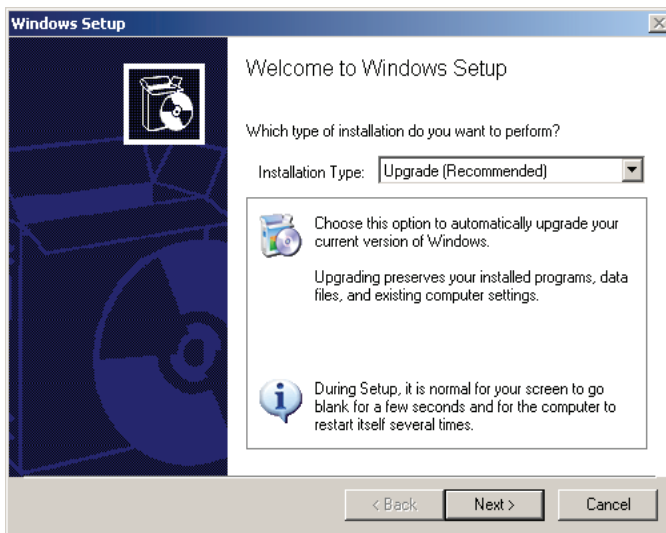 Windows Setup
Welcome to Windows Setup
Which type of installation do you want to perform?
Installation Type: Upgrade (Recommended)
Choose this option to automatically upgrade your
current version of Windows.
Upgrading preserves your installed programs, data
files, and existing computer settings.
During Setup, it is normal for your screen to go
blank for a few seconds and for the computer to
restart itself several times.
< Back Next > Cancel